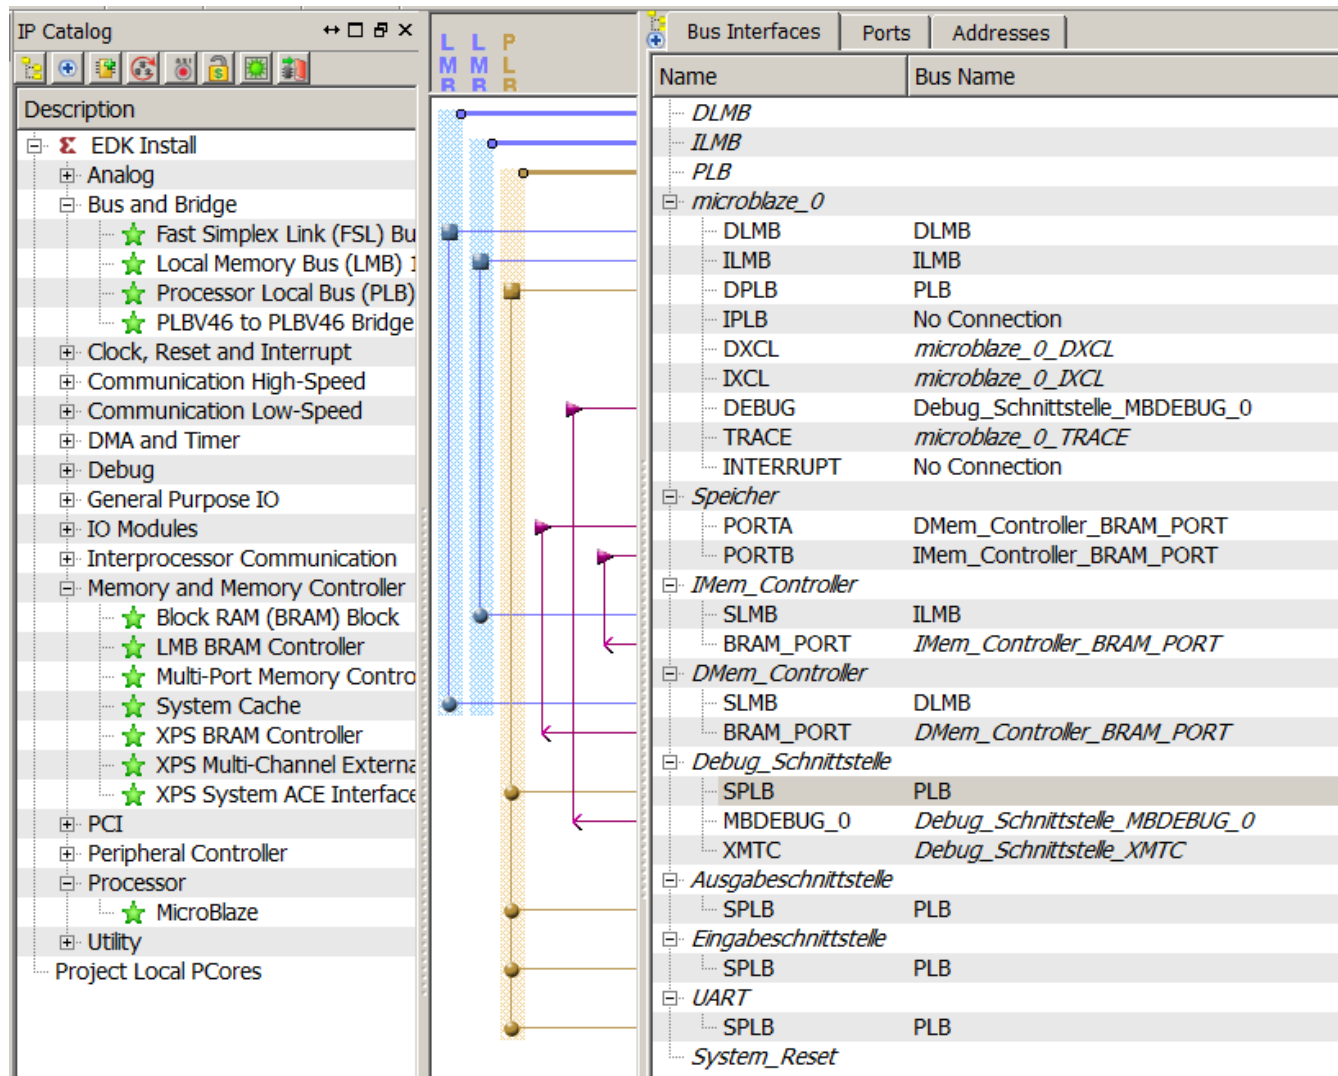 IP Catalog
Description
EDK Install
Analog
Bus and Bridge
Fast Simplex Link (FSL) Bu
Local Memory Bus (LMB) 1
Processor Local Bus (PLB)
PLBV46 to PLBV46 Bridge
Clock, Reset and Interrupt
Communication High-Speed
Communication Low-Speed
DMA and Timer
Debug
General Purpose IO
IO Modules
Interprocessor Communication
Memory and Memory Controller
Block RAM (BRAM) Block
LMB BRAM Controller
Multi-Port Memory Contro
System Cache
XPS BRAM Controller
XPS Multi-Channel Externa
XPS System ACE Interface
PCI
Peripheral Controller
Processor
MicroBlaze
Utility
Project Local PCores
LMB LMB PLB
Bus Interfaces Ports Addresses
Name Bus Name
DLMB
ILMB
PLB
microblaze_0
DLMB DLMB
ILMB ILMB
DPLB PLB
IPLB No Connection
DXCL microblaze_0_DXCL
IXCL microblaze_0_IXCL
DEBUG Debug_Schnittstelle_MBDEBUG_0
TRACE microblaze_0_TRACE
INTERRUPT No Connection
Speicher
PORTA DMem_Controller_BRAM_PORT
PORTB IMem_Controller_BRAM_PORT
IMem_Controller
SLMB ILMB
BRAM_PORT IMem_Controller_BRAM_PORT
DMem_Controller
SLMB DLMB
BRAM_PORT DMem_Controller_BRAM_PORT
Debug_Schnittstelle
SPLB PLB
MBDEBUG_0 Debug_Schnittstelle_MBDEBUG_0
XMTC Debug_Schnittstelle_XMTC
Ausgabeschnittstelle
SPLB PLB
Eingabeschnittstelle
SPLB PLB
UART
SPLB PLB
System_Reset